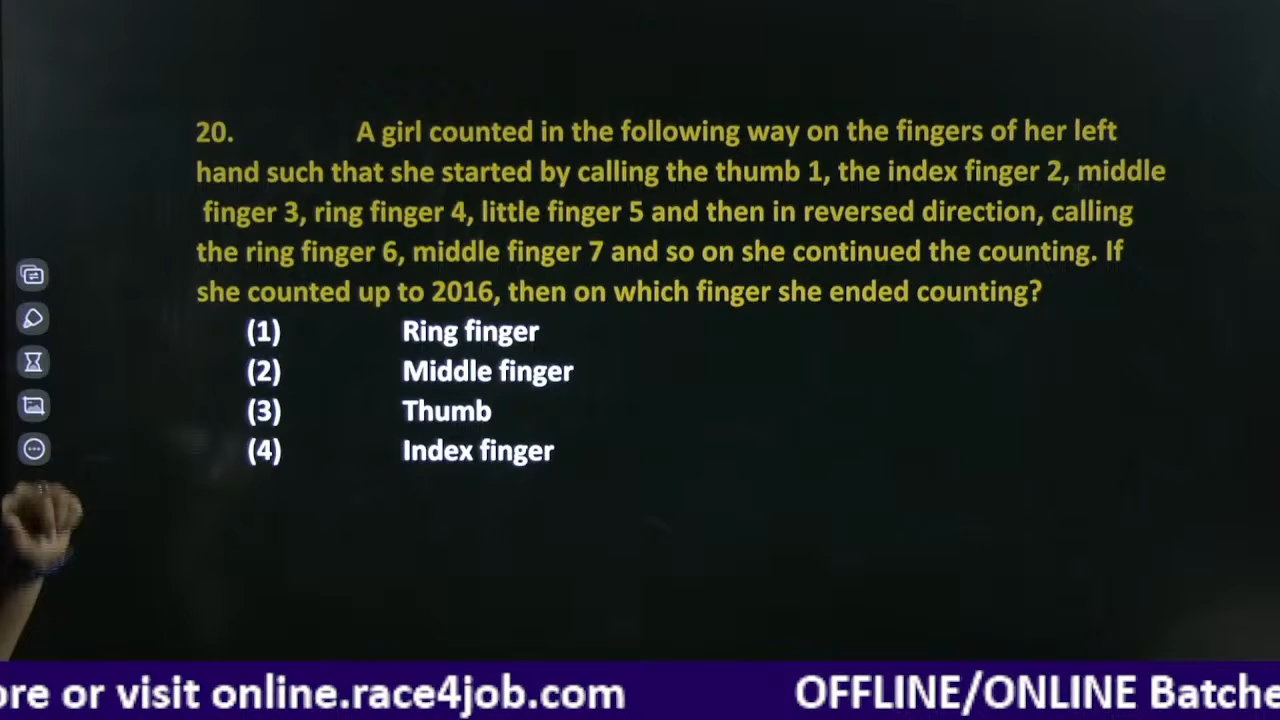 20. A girl counted in the following way on the fingers of her left
hand such that she started by calling the thumb 1, the index finger 2, middle
finger 3, ring finger 4, little finger 5 and then in reversed direction, calling
the ring finger 6, middle finger 7 and so on she continued the counting. If
she counted up to 2016, then on which finger she ended counting?
(1) Ring finger
(2) Middle finger
(3) Thumb
(4) Index finger
ore or visit online.race4job.com OFFLINE/ONLINE Batche